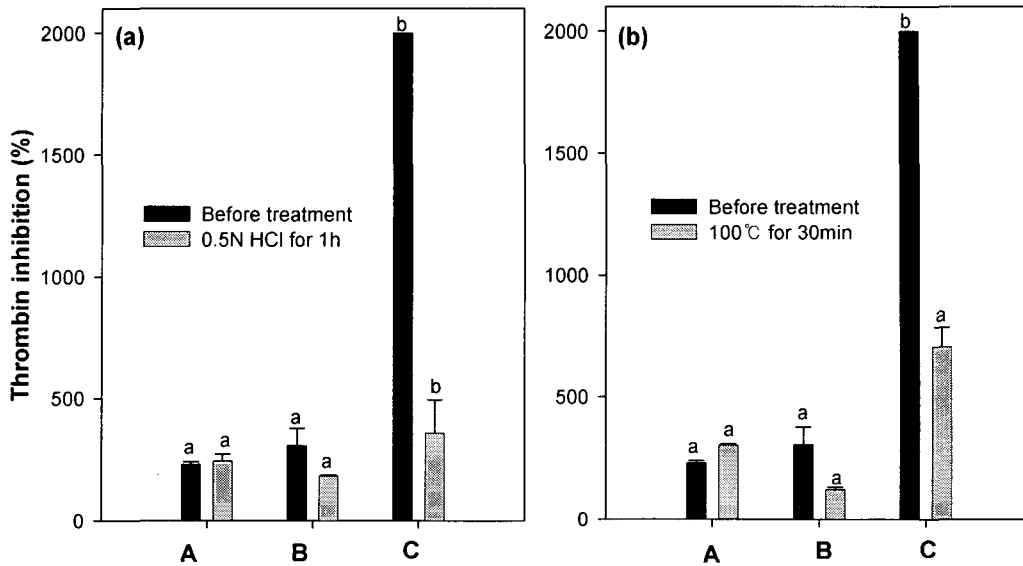 Thrombin inhibition (%)
(a)
2000
1500
1000
500
0
Before treatment
0.5N HCl for 1h
a
a
a
a
b
b
A
B
C
(b)
2000
1500
1000
500
0
Before treatment
100℃ for 30min
a
a
a
a
b
a
A
B
C